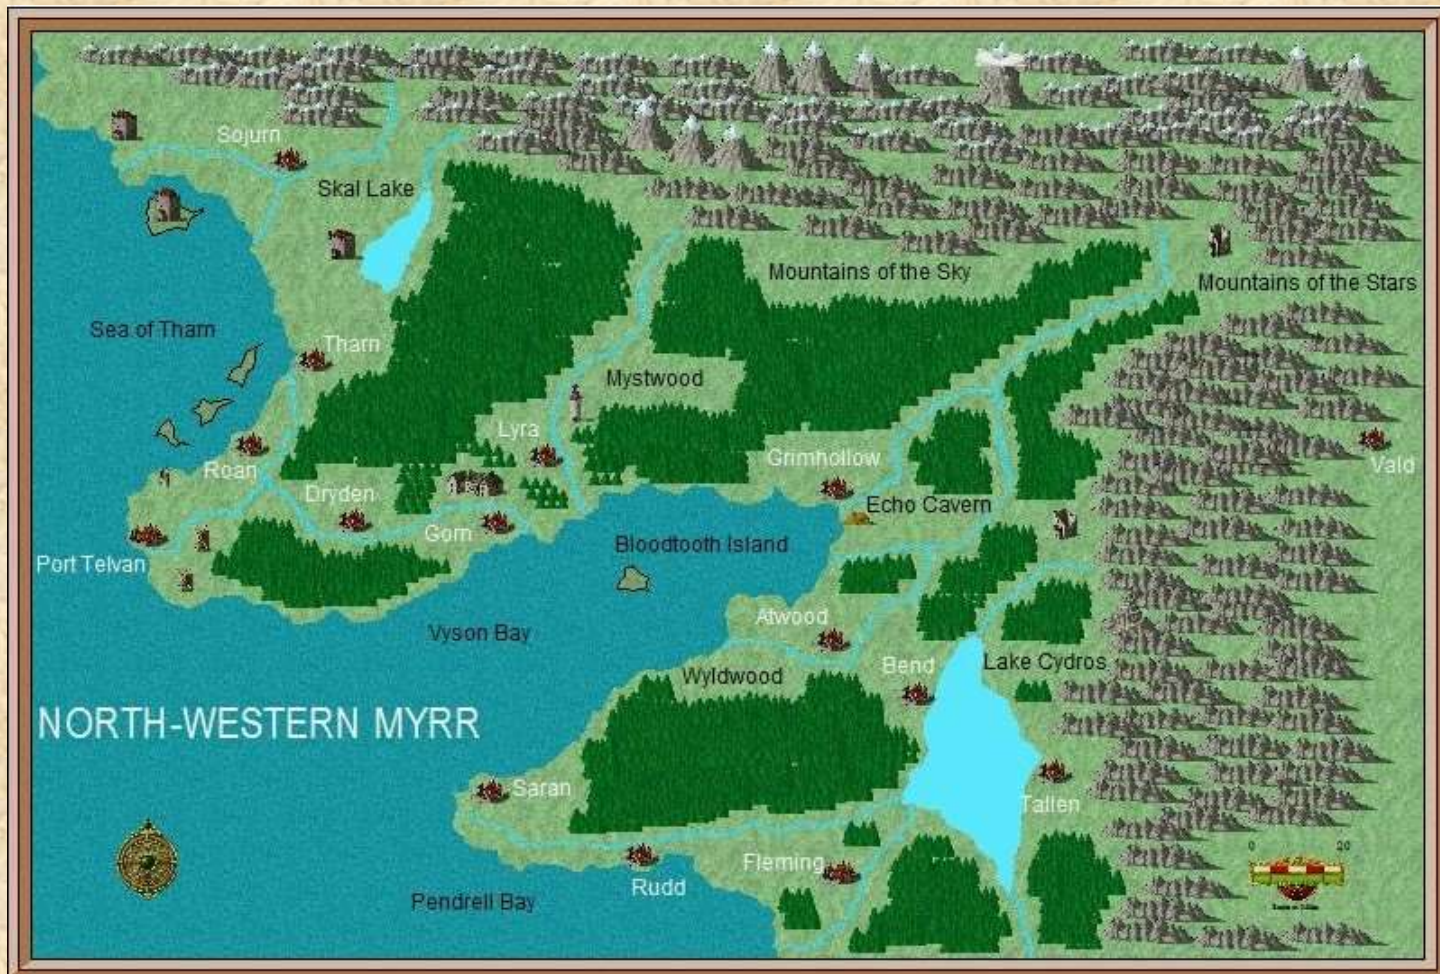 Sojurn
Skal Lake
Mountains of the Sky
Mountains of the Stars
Sea of Tharn
Tharn
Mystwood
Lyra
Roan
Grimhollow
Vald
Dryden
Echo Cavern
Gorn
Bloodtooth Island
Port Telvan
Atwood
Vyson Bay
Bend
Lake Cydros
Wyldwood
NORTH-WESTERN MYRR
Saran
Tallen
0
20
Fleming
Rudd
Pendrell Bay